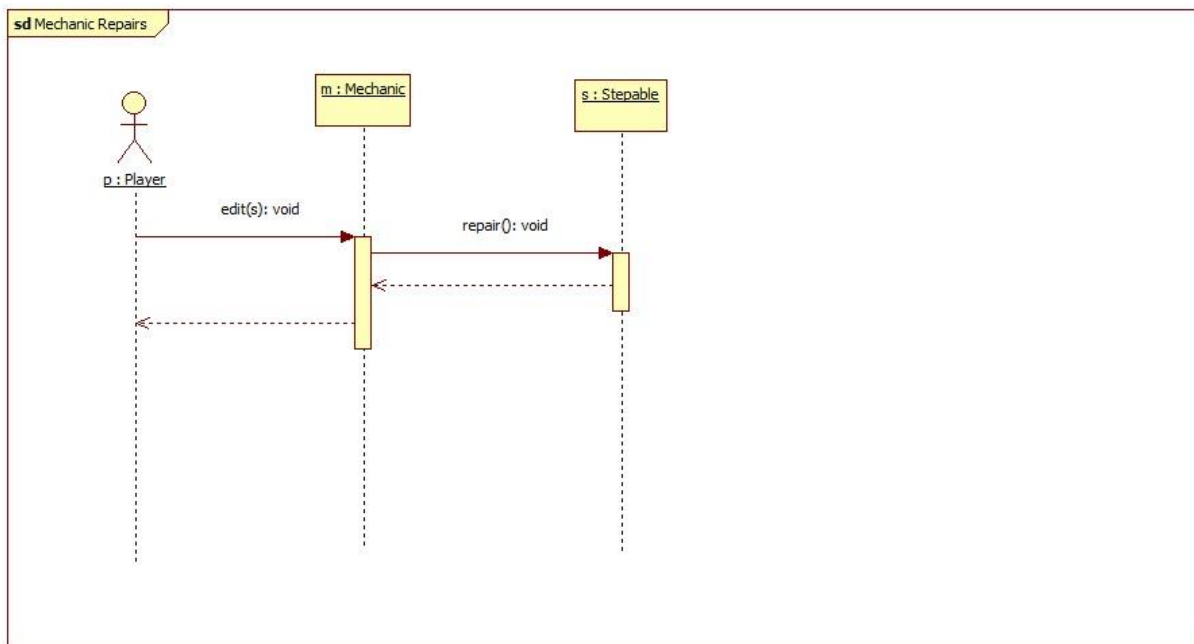 sd Mechanic Repairs
m : Mechanic
s : Stepable
p : Player
edit(s): void
repair(): void